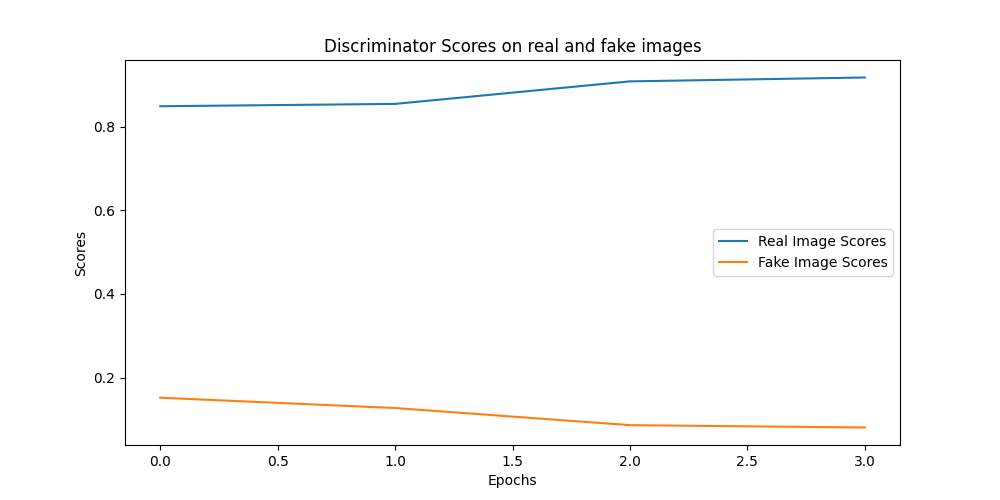 Discriminator Scores on real and fake images
Scores
0.8
0.6
0.4
0.2
Real Image Scores
Fake Image Scores
0.0 0.5 1.0 1.5 2.0 2.5 3.0
Epochs